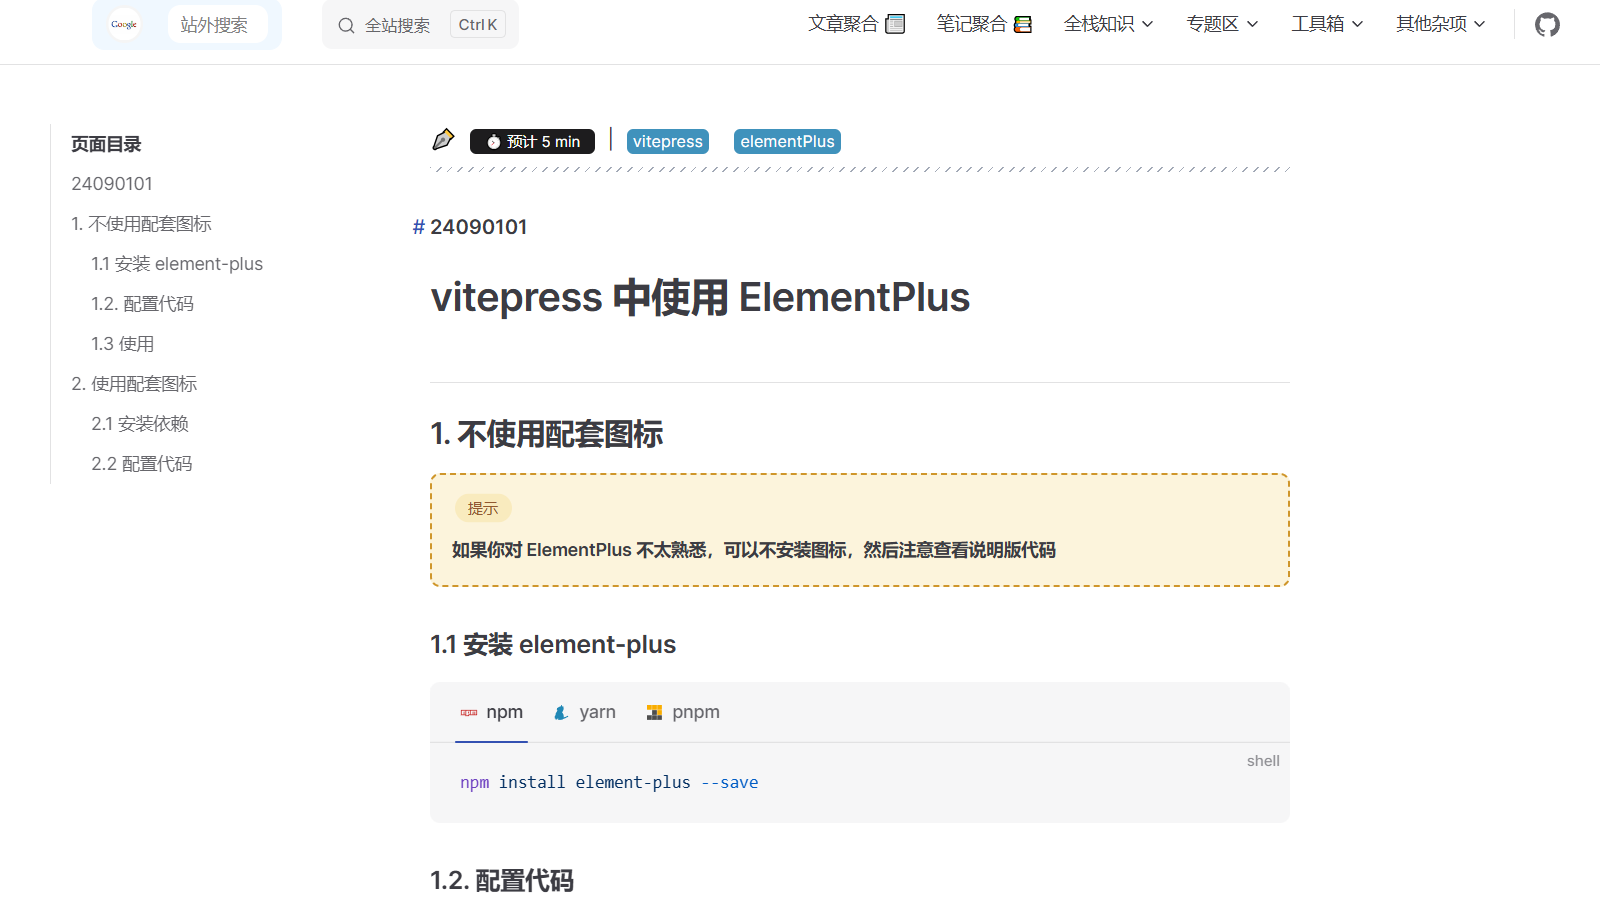 Google 站外搜索 全站搜索 Ctrl K 文章聚合 笔记聚合 全栈知识 专题区 工具箱 其他杂项
页面目录
24090101
1. 不使用配套图标
1.1 安装 element-plus
1.2. 配置代码
1.3 使用
2. 使用配套图标
2.1 安装依赖
2.2 配置代码
预计 5 min vitepress elementPlus
# 24090101
vitepress 中使用 ElementPlus
1. 不使用配套图标
提示
如果你对 ElementPlus 不太熟悉，可以不安装图标，然后注意查看说明版代码
1.1 安装 element-plus
npm npm yarn pnpm
shell
npm install element-plus --save
1.2. 配置代码